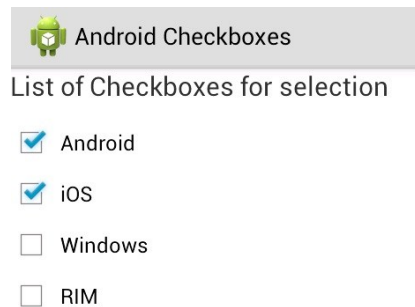 Android Checkboxes
List of Checkboxes for selection
Android
iOS
Windows
RIM